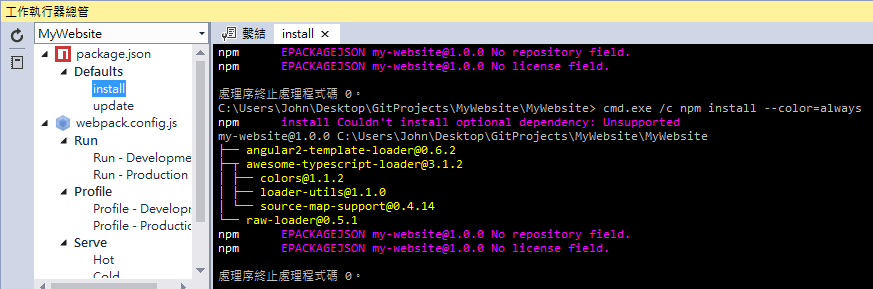 工作執行器總管
MyWebsite
package.json
Defaults
install
update
webpack.config.js
Run
Run - Developme
Run - Production
Profile
Profile - Develop
Profile - Productic
Serve
Hot
Cold
繫結 install
npm EPACKAGEJSON my-website@1.0.0 No repository field.
npm EPACKAGEJSON my-website@1.0.0 No license field.
處理序終止處理程式碼 0。
C:\Users\John\Desktop\GitProjects\MyWebsite\MyWebsite> cmd.exe /c npm install --color=always
npm install Couldn't install optional dependency: Unsupported
my-website@1.0.0 C:\Users\John\Desktop\GitProjects\MyWebsite\MyWebsite
├── angular2-template-loader@0.6.2
├─┬ awesome-typescript-loader@3.1.2
│ ├── colors@1.1.2
│ ├── loader-utils@1.1.0
│ └── source-map-support@0.4.14
└── raw-loader@0.5.1
npm EPACKAGEJSON my-website@1.0.0 No repository field.
npm EPACKAGEJSON my-website@1.0.0 No license field.
處理序終止處理程式碼 0。